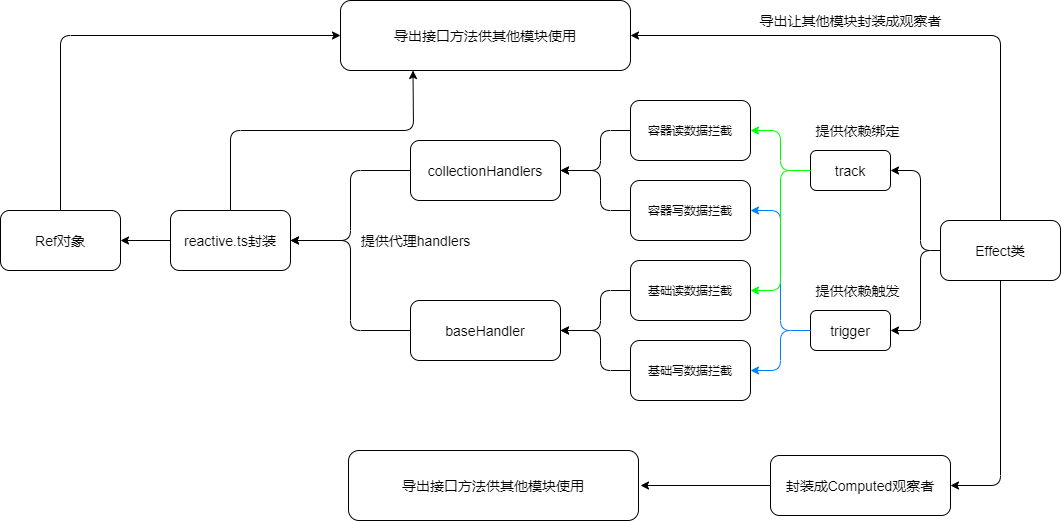 导出让其他模块封装成观察者
导出接口方法供其他模块使用
容器读数据拦截
提供依赖绑定
collectionHandlers
track
容器写数据拦截
Ref对象
reactive.ts封装
提供代理handlers
Effect类
基础读数据拦截
提供依赖触发
baseHandler
trigger
基础写数据拦截
导出接口方法供其他模块使用
封装成Computed观察者